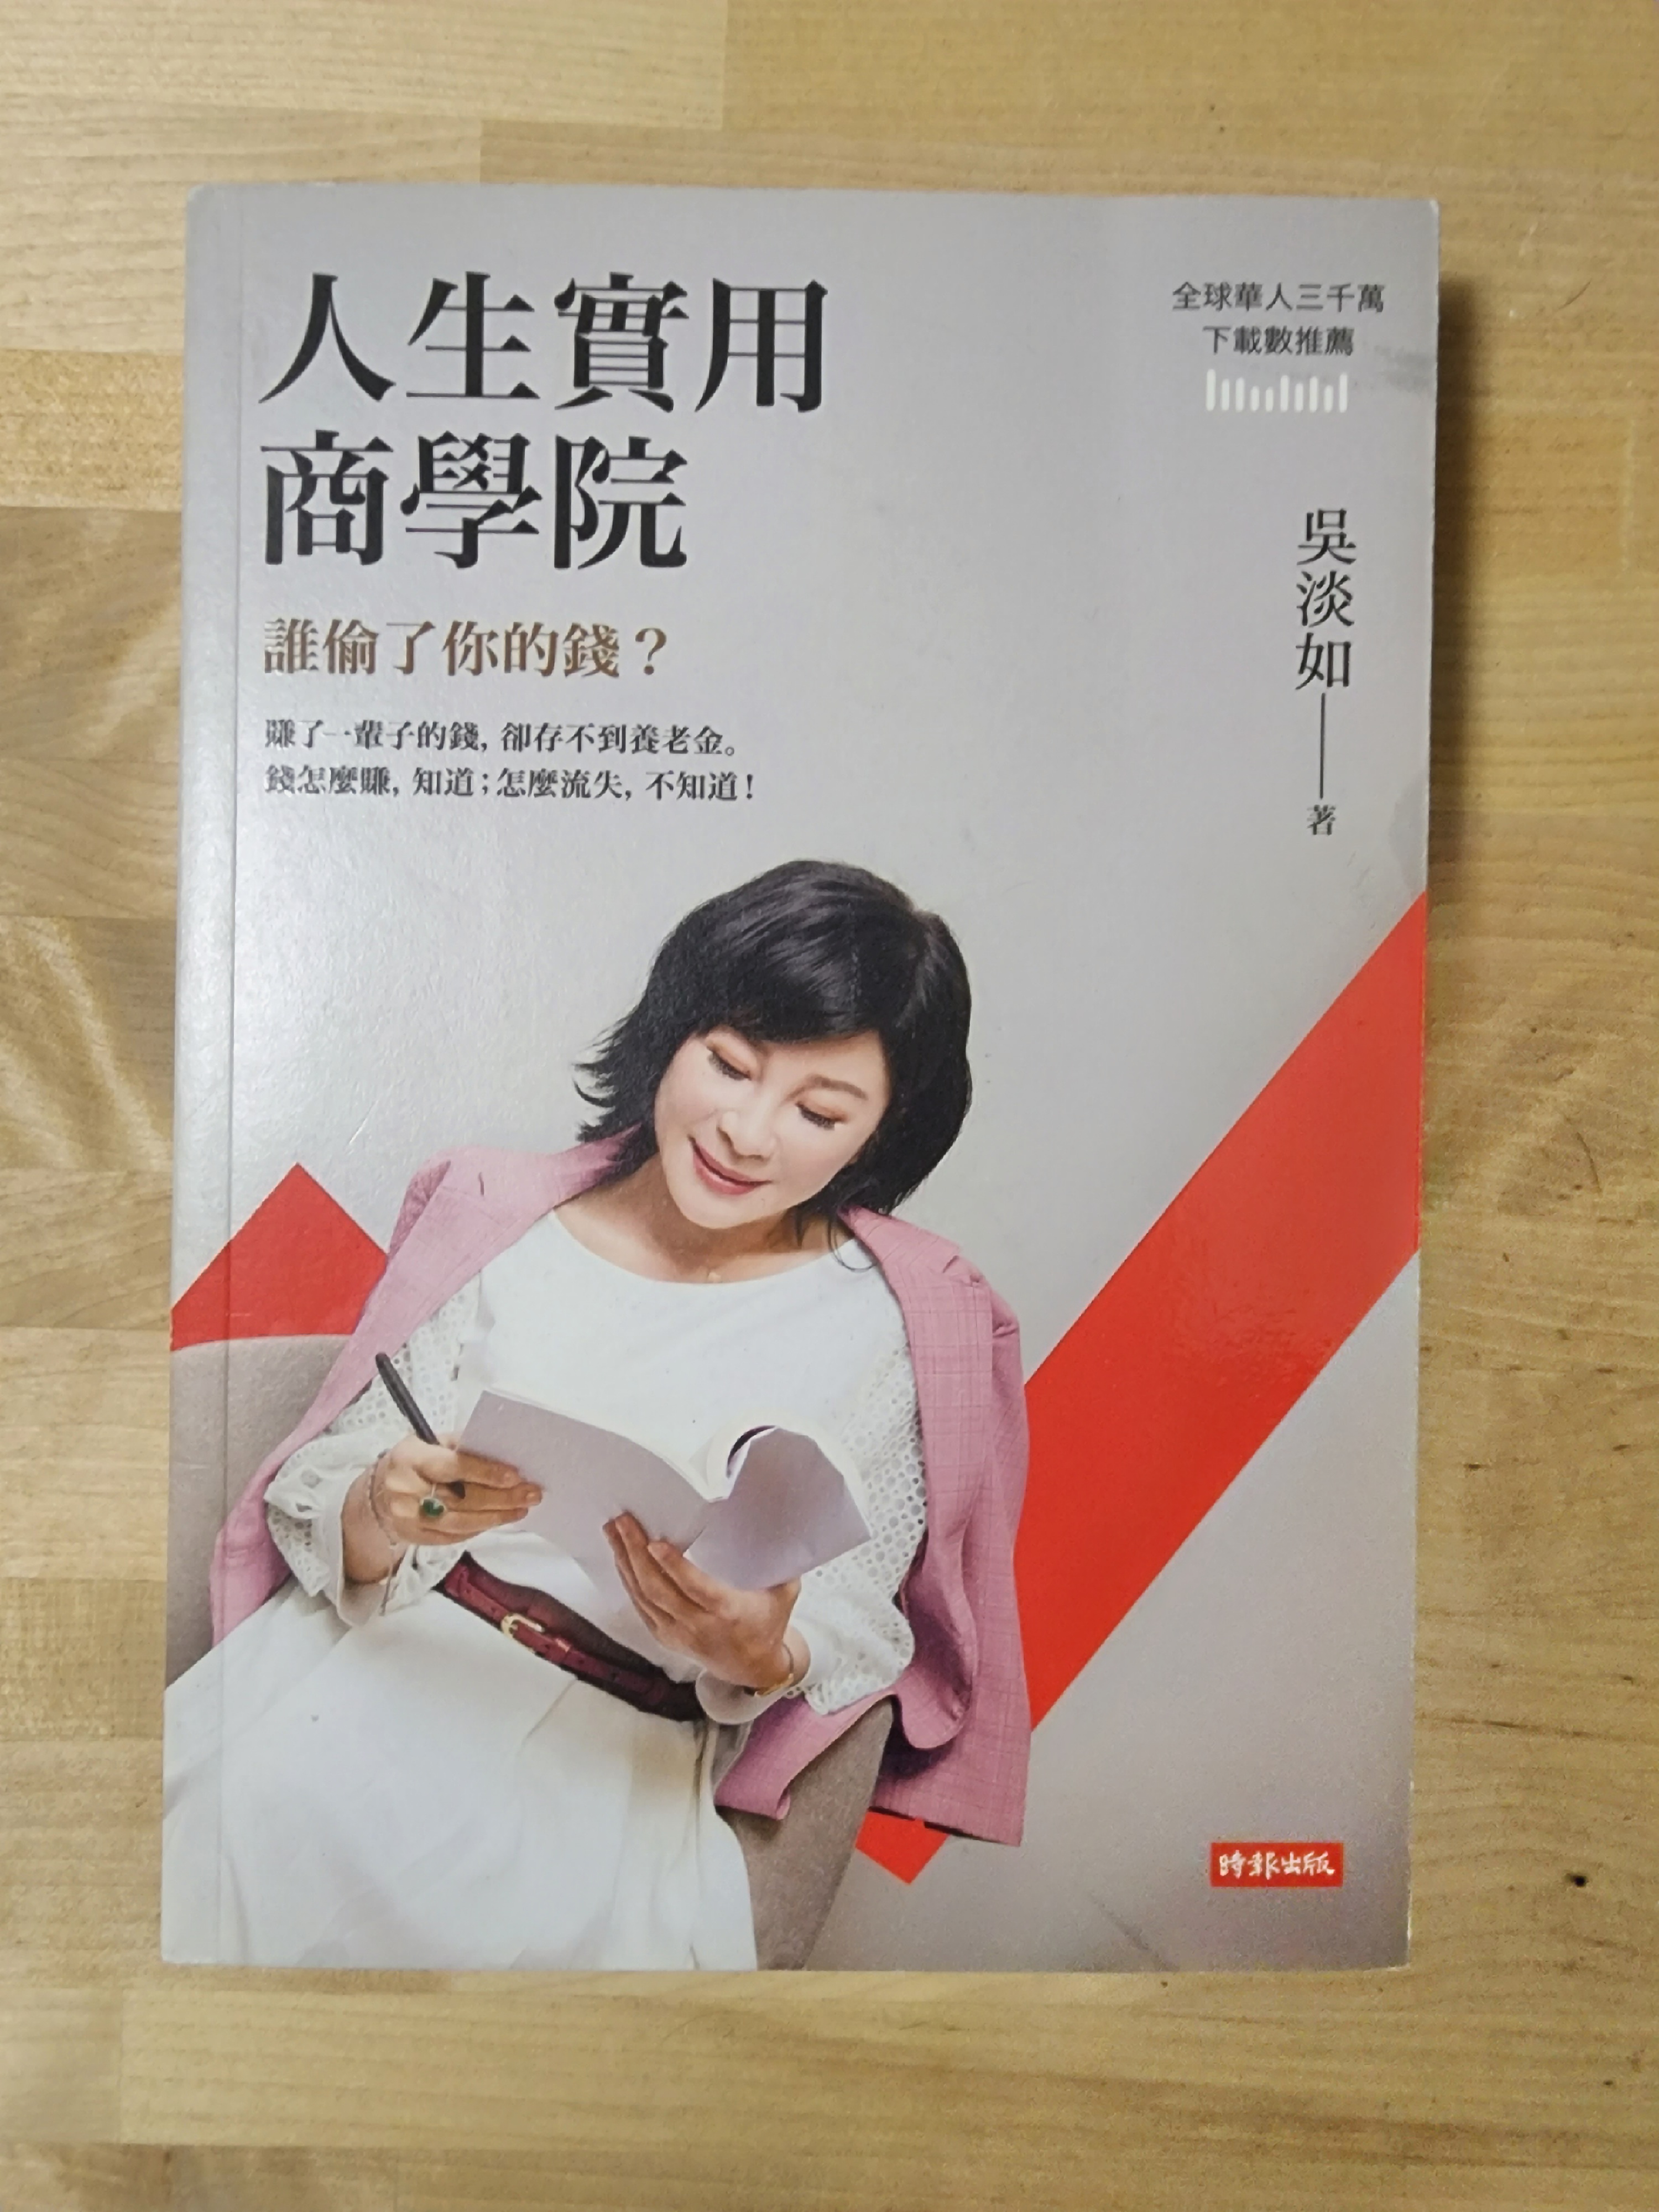 人生實用
商學院
誰偷了你的錢？
賺了一輩子的錢，卻存不到養老金。
錢怎麼賺，知道；怎麼流失，不知道！
全球華人三千萬
下載數推薦
吳淡如——著
時報出版